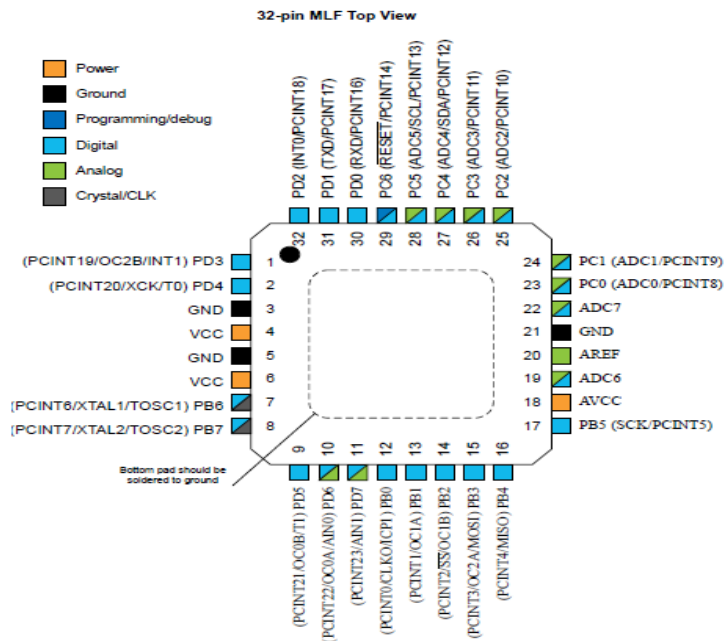 32-pin MLF Top View
Power
Ground
Programming/debug
Digital
Analog
Crystal/CLK
PD2 (INT0/PCINT18)
PD1 (TXD/PCINT17)
PD0 (RXD/PCINT16)
PC6 (RESET/PCINT14)
PC5 (ADC5/SCL/PCINT13)
PC4 (ADC4/SDA/PCINT12)
PC3 (ADC3/PCINT11)
PC2 (ADC2/PCINT10)
32
31
30
29
28
27
26
25
(PCINT19/OC2B/INT1) PD3 1
(PCINT20/XCK/T0) PD4 2
GND 3
VCC 4
GND 5
VCC 6
(PCINT6/XTAL1/TOSC1) PB6 7
(PCINT7/XTAL2/TOSC2) PB7 8
24 PC1 (ADC1/PCINT9)
23 PC0 (ADC0/PCINT8)
22 ADC7
21 GND
20 AREF
19 ADC6
18 AVCC
17 PB5 (SCK/PCINT5)
Bottom pad should be
soldered to ground
9
10
11
12
13
14
15
16
(PCINT21/OC0B/T1) PD5
(PCINT22/OC0A/AIN0) PD6
(PCINT23/AIN1) PD7
(PCINT0/CLKO/ICP1) PB0
(PCINT1/OC1A) PB1
(PCINT2/SS/OC1B) PB2
(PCINT3/OC2A/MOSI) PB3
(PCINT4/MISO) PB4